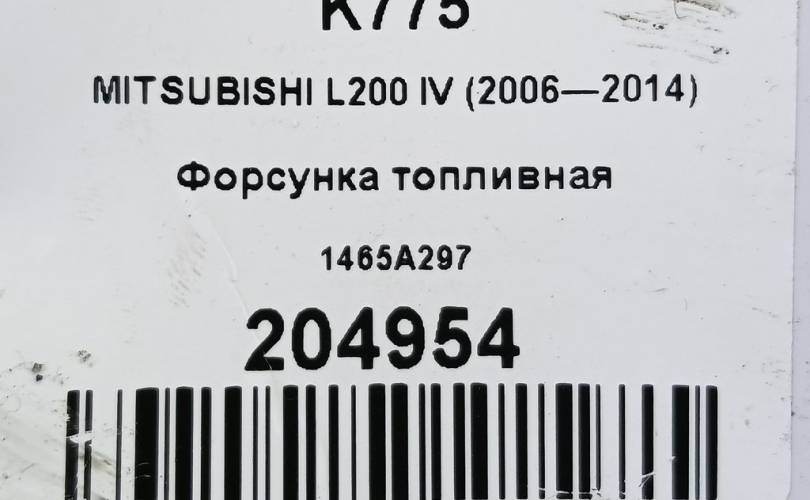 K775
MITSUBISHI L200 IV (2006—2014)
Форсунка топливная
1465A297
204954